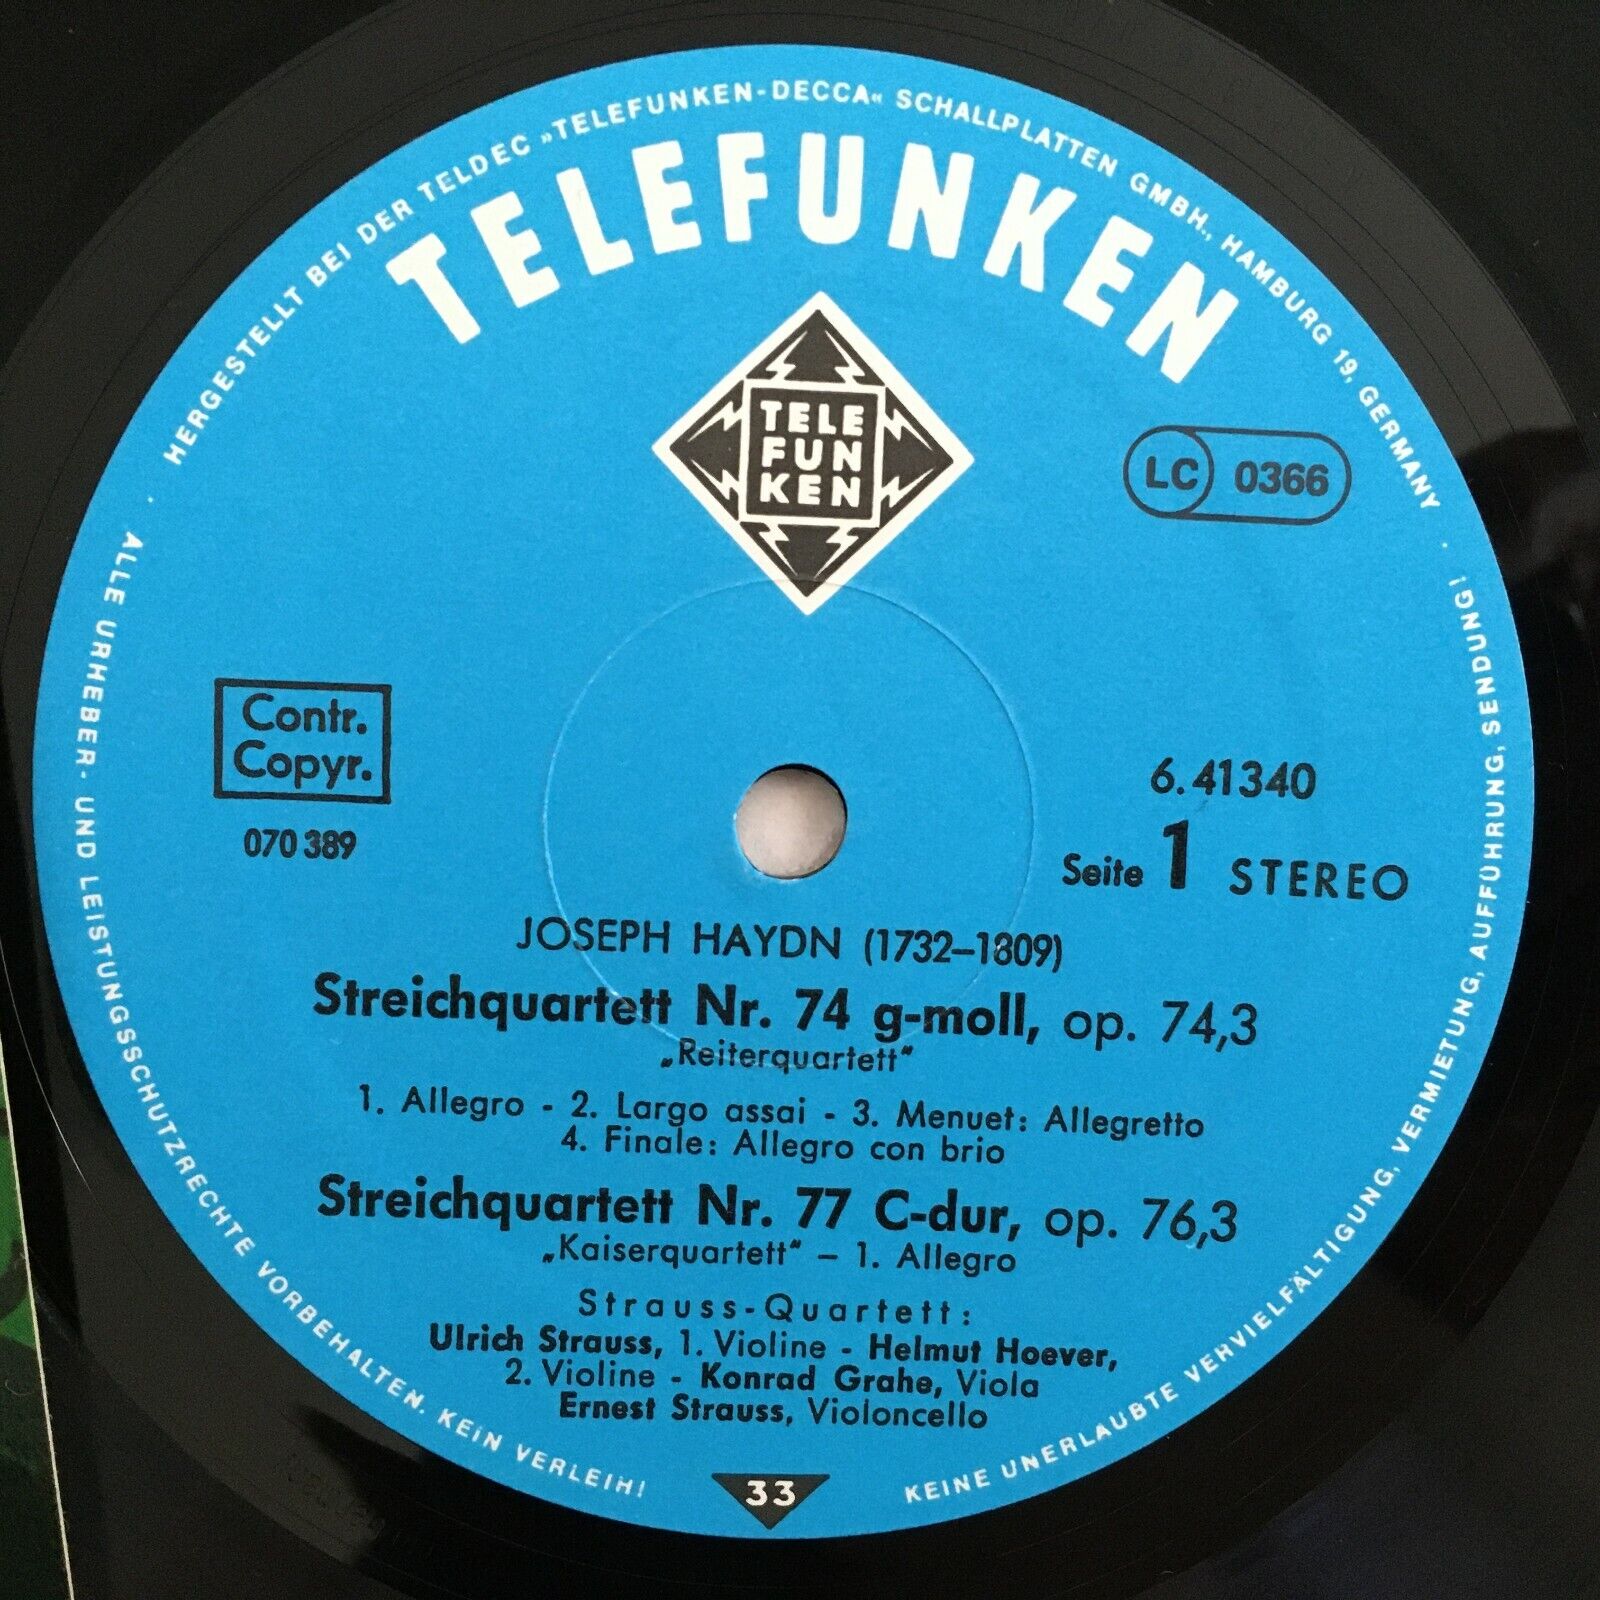 HERGESTELLT BEI DER TELDEC »TELEFUNKEN-DECCA« SCHALLPLATTEN GMBH., HAMBURG 19, GERMANY ·
TELEFUNKEN
TELE
FUN
KEN
LC 0366
Contr.
Copyr.
070 389
6.41340
Seite 1 STEREO
JOSEPH HAYDN (1732–1809)
Streichquartett Nr. 74 g-moll, op. 74,3
„Reiterquartett“
1. Allegro - 2. Largo assai - 3. Menuet: Allegretto
4. Finale: Allegro con brio
Streichquartett Nr. 77 C-dur, op. 76,3
„Kaiserquartett“ – 1. Allegro
Strauss-Quartett:
Ulrich Strauss, 1. Violine - Helmut Hoever,
2. Violine - Konrad Grahe, Viola
Ernest Strauss, Violoncello
33
· ALLE URHEBER- UND LEISTUNGSSCHUTZRECHTE VORBEHALTEN. KEIN VERLEIH!
KEINE UNERLAUBTE VERVIELFÄLTIGUNG, VERMIETUNG, AUFFÜHRUNG, SENDUNG!